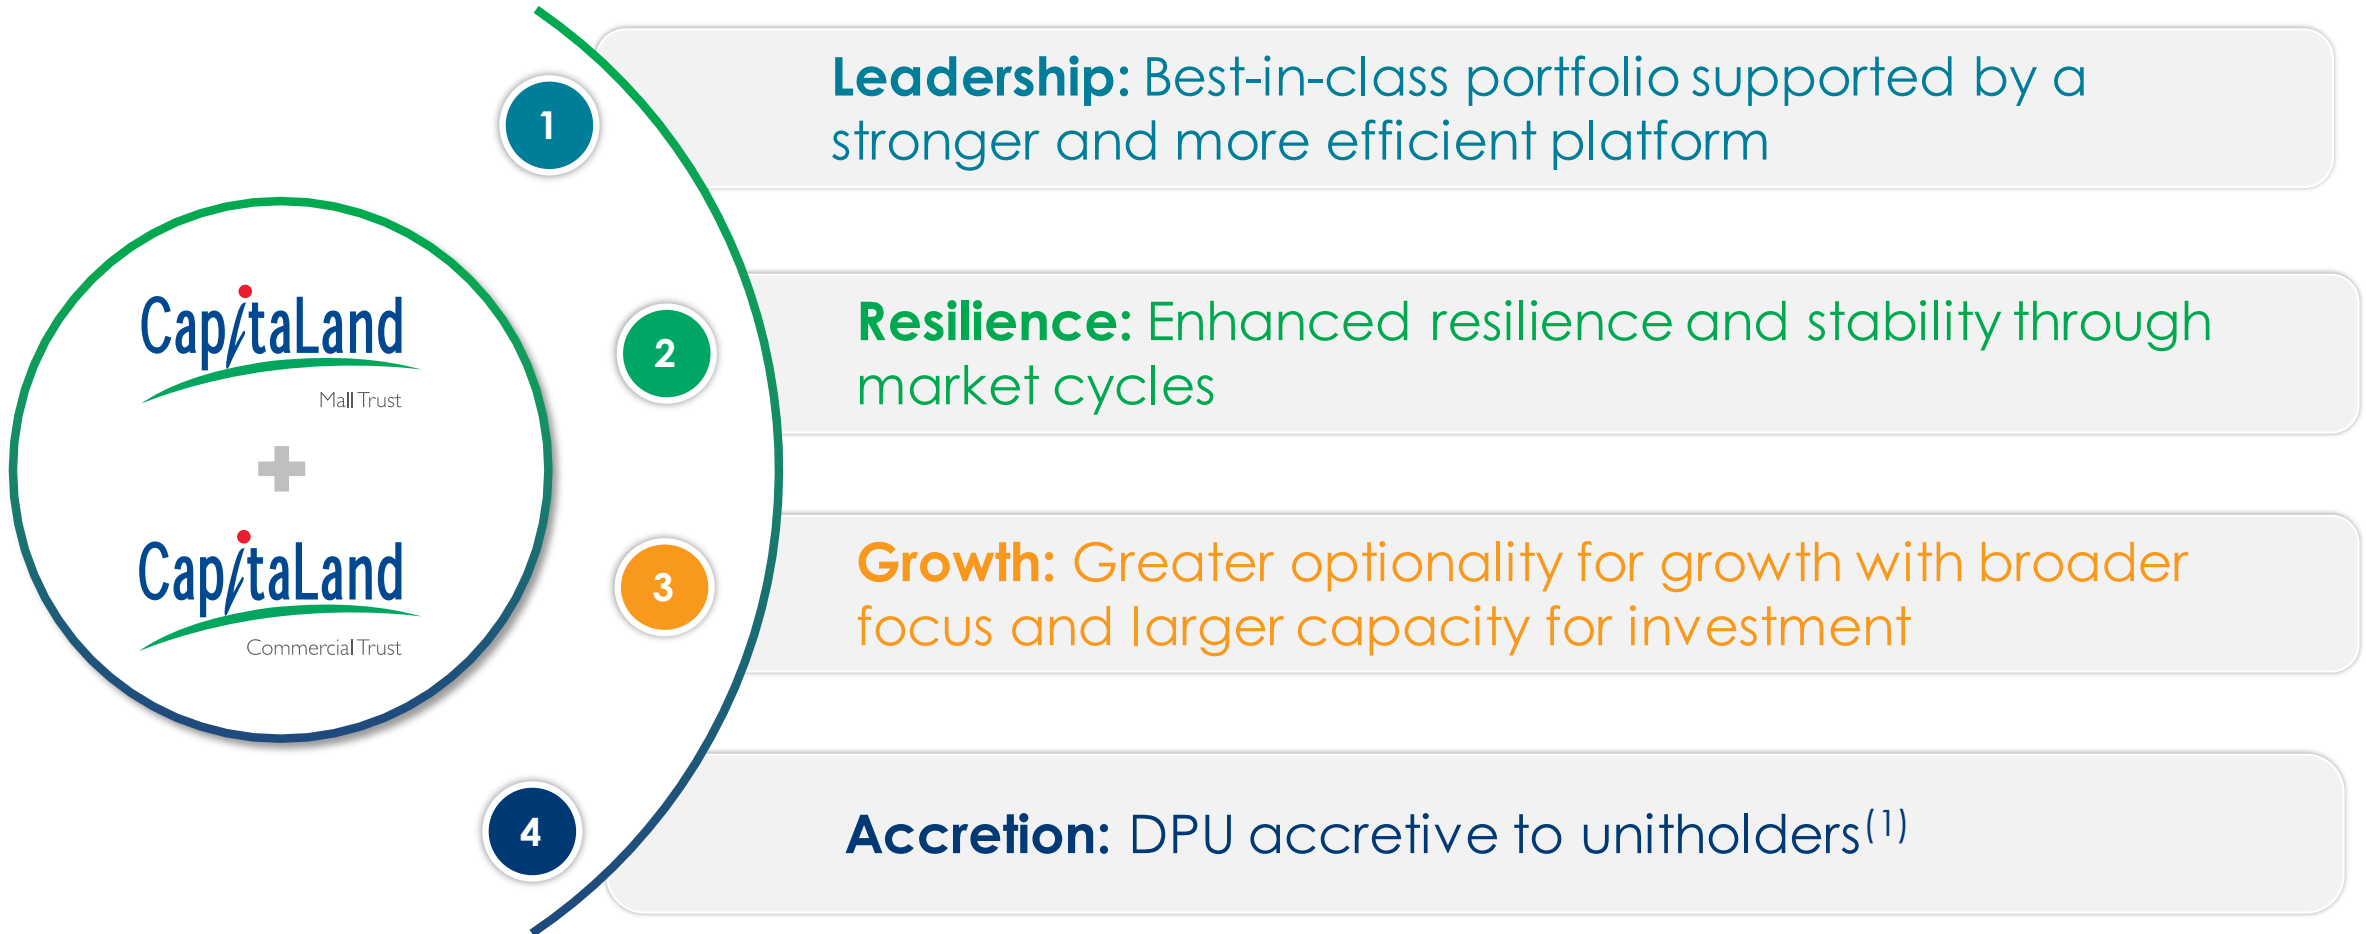 CapitaLand
Mall Trust
CapitaLand
Commercial Trust
1
Leadership: Best-in-class portfolio supported by a
stronger and more efficient platform
2
Resilience: Enhanced resilience and stability through
market cycles
3
Growth: Greater optionality for growth with broader
focus and larger capacity for investment
4
Accretion: DPU accretive to unitholders(1)